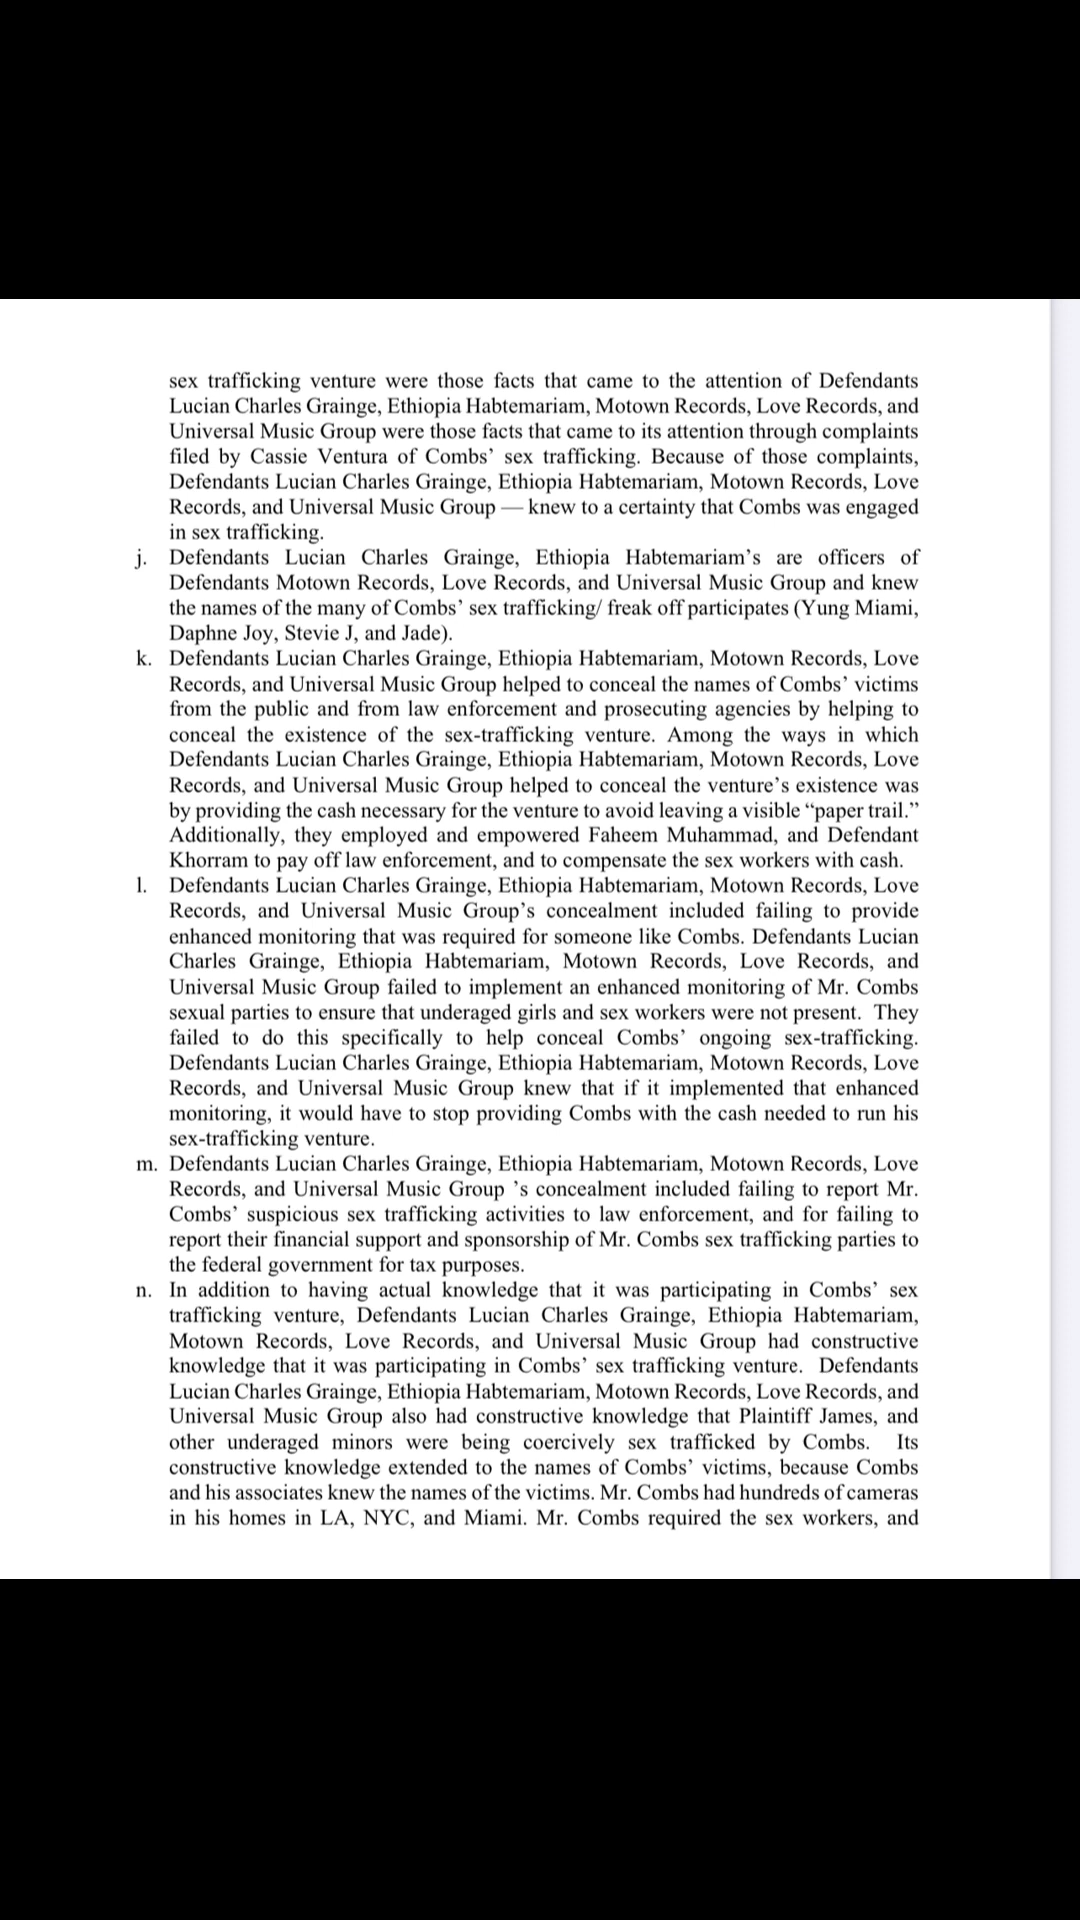 sex trafficking venture were those facts that came to the attention of Defendants
Lucian Charles Grainge, Ethiopia Habtemariam, Motown Records, Love Records, and
Universal Music Group were those facts that came to its attention through complaints
filed by Cassie Ventura of Combs’ sex trafficking. Because of those complaints,
Defendants Lucian Charles Grainge, Ethiopia Habtemariam, Motown Records, Love
Records, and Universal Music Group — knew to a certainty that Combs was engaged
in sex trafficking.
j. Defendants Lucian Charles Grainge, Ethiopia Habtemariam’s are officers of
Defendants Motown Records, Love Records, and Universal Music Group and knew
the names of the many of Combs’ sex trafficking/ freak off participates (Yung Miami,
Daphne Joy, Stevie J, and Jade).
k. Defendants Lucian Charles Grainge, Ethiopia Habtemariam, Motown Records, Love
Records, and Universal Music Group helped to conceal the names of Combs’ victims
from the public and from law enforcement and prosecuting agencies by helping to
conceal the existence of the sex-trafficking venture. Among the ways in which
Defendants Lucian Charles Grainge, Ethiopia Habtemariam, Motown Records, Love
Records, and Universal Music Group helped to conceal the venture’s existence was
by providing the cash necessary for the venture to avoid leaving a visible “paper trail.”
Additionally, they employed and empowered Faheem Muhammad, and Defendant
Khorram to pay off law enforcement, and to compensate the sex workers with cash.
l. Defendants Lucian Charles Grainge, Ethiopia Habtemariam, Motown Records, Love
Records, and Universal Music Group’s concealment included failing to provide
enhanced monitoring that was required for someone like Combs. Defendants Lucian
Charles Grainge, Ethiopia Habtemariam, Motown Records, Love Records, and
Universal Music Group failed to implement an enhanced monitoring of Mr. Combs
sexual parties to ensure that underaged girls and sex workers were not present. They
failed to do this specifically to help conceal Combs’ ongoing sex-trafficking.
Defendants Lucian Charles Grainge, Ethiopia Habtemariam, Motown Records, Love
Records, and Universal Music Group knew that if it implemented that enhanced
monitoring, it would have to stop providing Combs with the cash needed to run his
sex-trafficking venture.
m. Defendants Lucian Charles Grainge, Ethiopia Habtemariam, Motown Records, Love
Records, and Universal Music Group ’s concealment included failing to report Mr.
Combs’ suspicious sex trafficking activities to law enforcement, and for failing to
report their financial support and sponsorship of Mr. Combs sex trafficking parties to
the federal government for tax purposes.
n. In addition to having actual knowledge that it was participating in Combs’ sex
trafficking venture, Defendants Lucian Charles Grainge, Ethiopia Habtemariam,
Motown Records, Love Records, and Universal Music Group had constructive
knowledge that it was participating in Combs’ sex trafficking venture. Defendants
Lucian Charles Grainge, Ethiopia Habtemariam, Motown Records, Love Records, and
Universal Music Group also had constructive knowledge that Plaintiff James, and
other underaged minors were being coercively sex trafficked by Combs. Its
constructive knowledge extended to the names of Combs’ victims, because Combs
and his associates knew the names of the victims. Mr. Combs had hundreds of cameras
in his homes in LA, NYC, and Miami. Mr. Combs required the sex workers, and